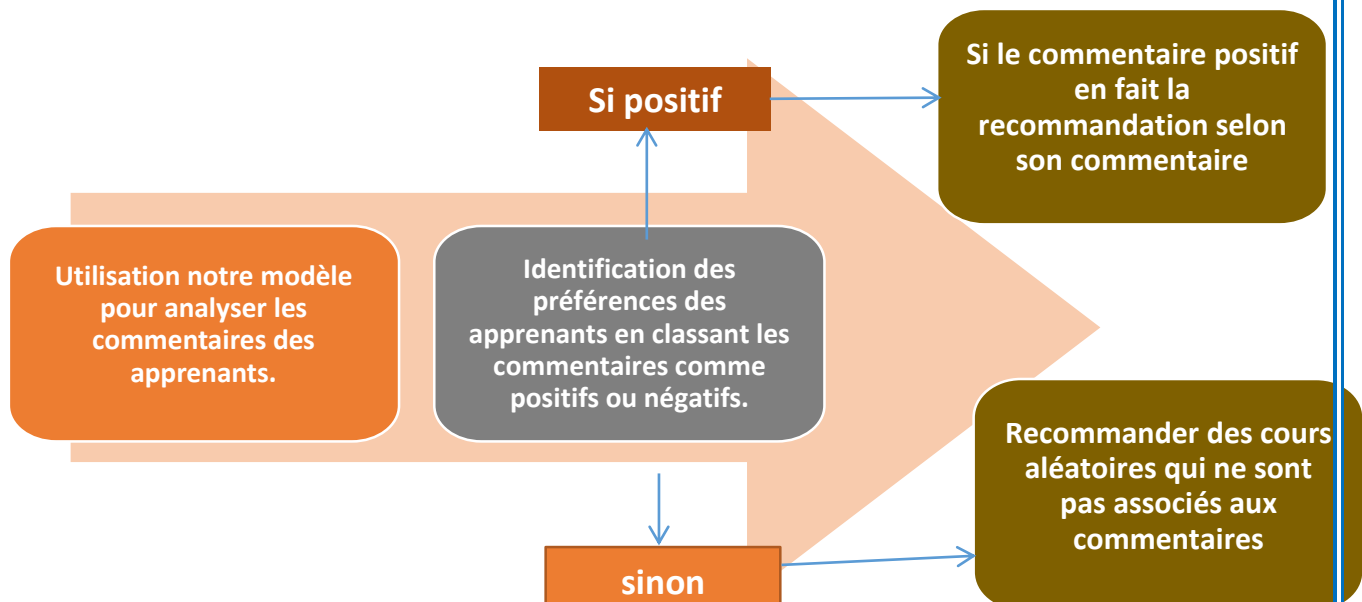 Utilisation notre modèle
pour analyser les
commentaires des
apprenants.
Identification des
préférences des
apprenants en classant les
commentaires comme
positifs ou négatifs.
Si positif
Si le commentaire positif
en fait la
recommandation selon
son commentaire
sinon
Recommander des cours
aléatoires qui ne sont
pas associés aux
commentaires